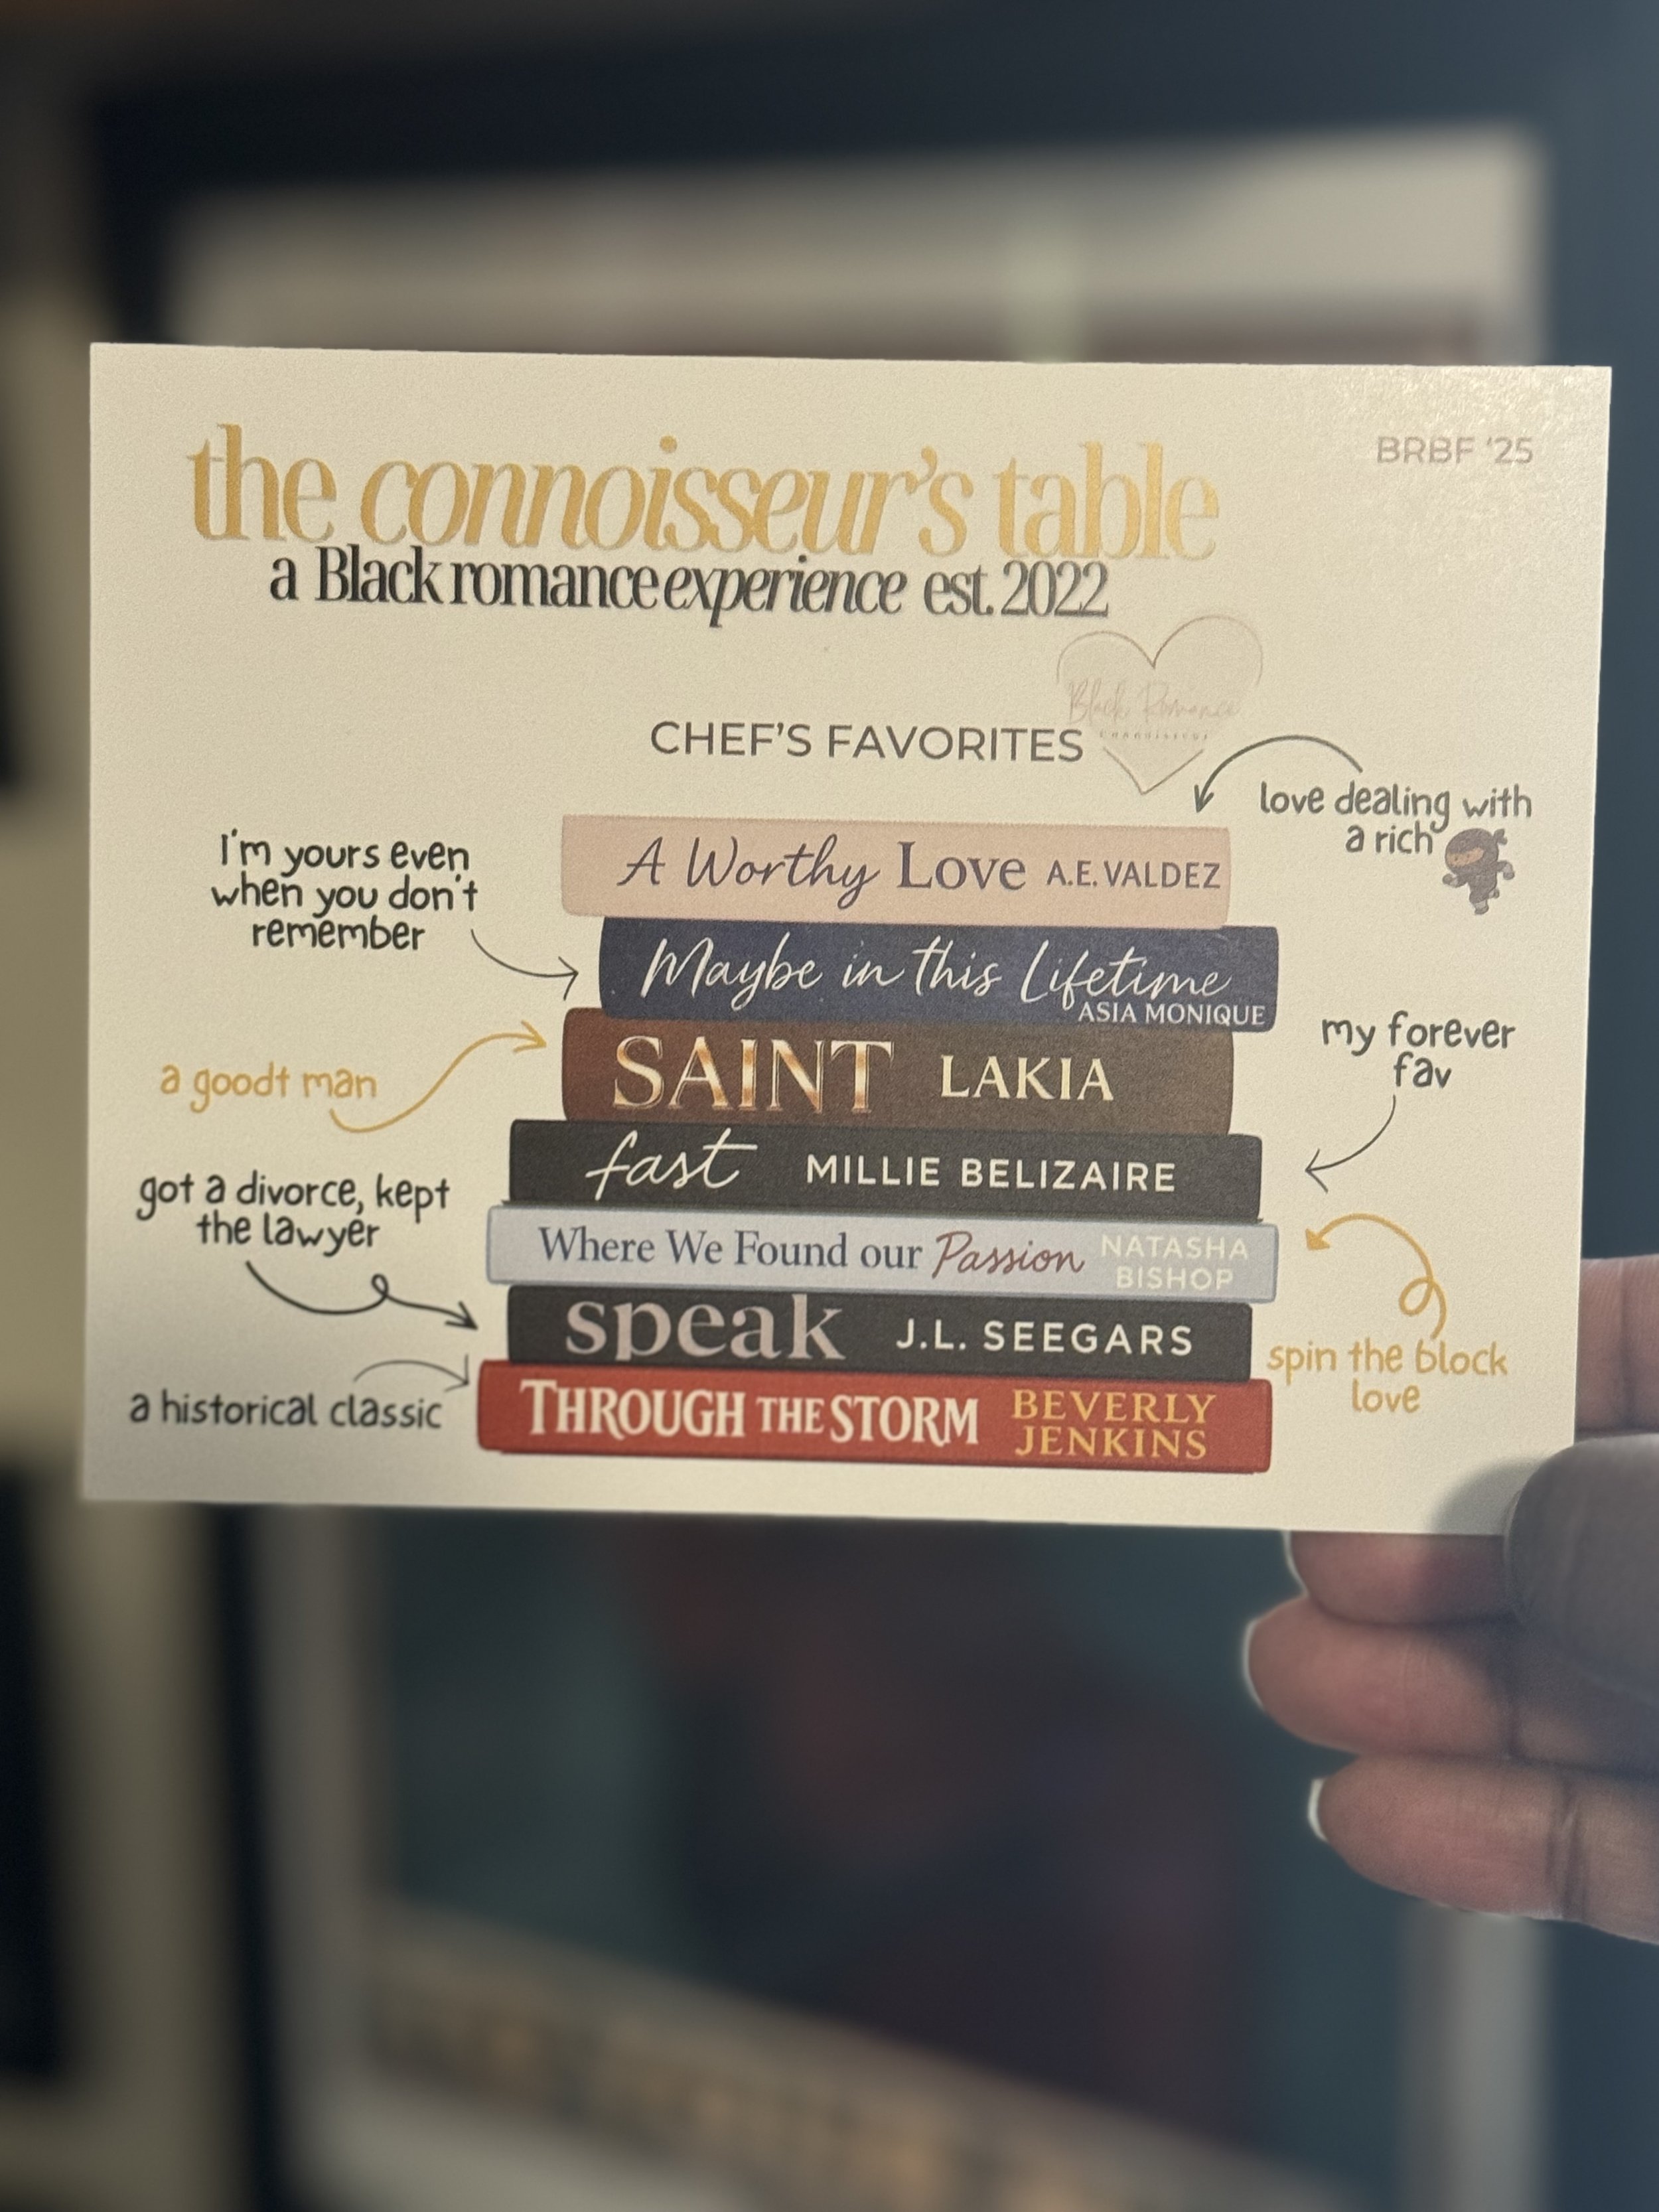 the connoisseur's table
BRBF '25
a Black romance experience est. 2022
Black Romance
CONNOISSEUR
CHEF'S FAVORITES
love dealing with
a rich
I'm yours even
when you don't
remember
A Worthy Love A.E. VALDEZ
Maybe in this Lifetime
ASIA MONIQUE
a goodt man
SAINT LAKIA
my forever
fav
fast MILLIE BELIZAIRE
got a divorce, kept
the lawyer
Where We Found our Passion NATASHA
BISHOP
speak J.L. SEEGARS
spin the block
love
a historical classic
THROUGH THE STORM BEVERLY
JENKINS